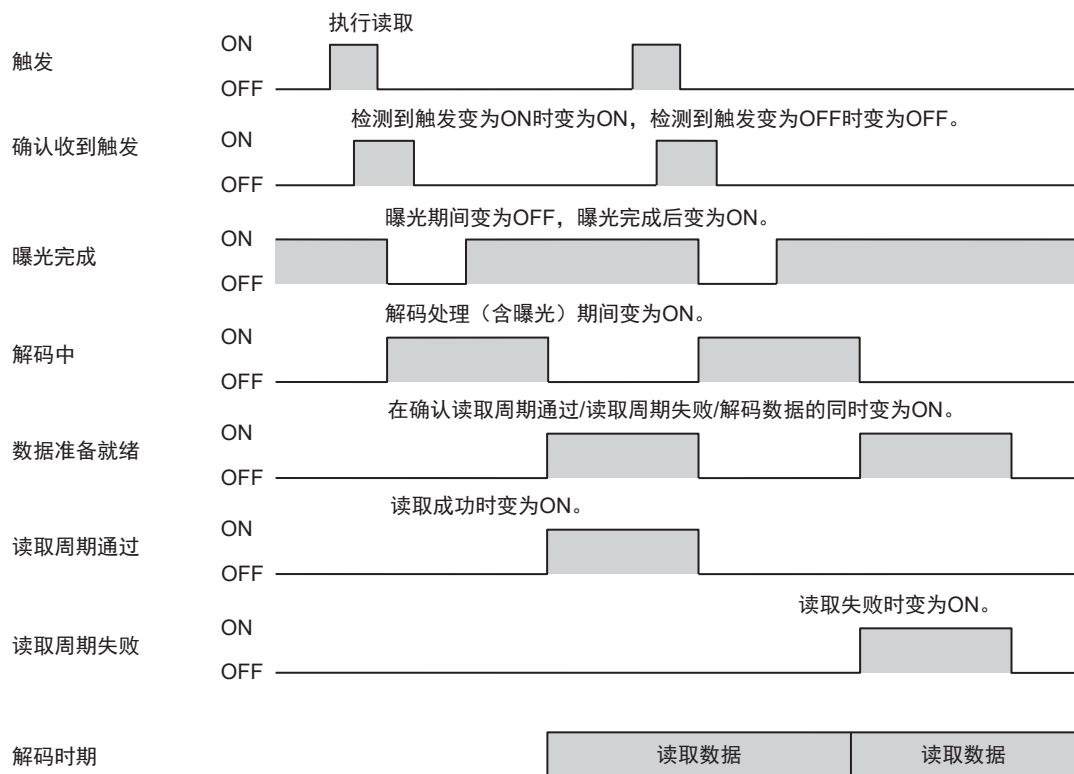 执行读取
触发
ON
OFF
检测到触发变为ON时变为ON，检测到触发变为OFF时变为OFF。
确认收到触发
ON
OFF
曝光期间变为OFF，曝光完成后变为ON。
曝光完成
ON
OFF
解码处理（含曝光）期间变为ON。
解码中
ON
OFF
在确认读取周期通过/读取周期失败/解码数据的同时变为ON。
数据准备就绪
ON
OFF
读取成功时变为ON。
读取周期通过
ON
OFF
读取失败时变为ON。
读取周期失败
ON
OFF
解码时期
读取数据
读取数据